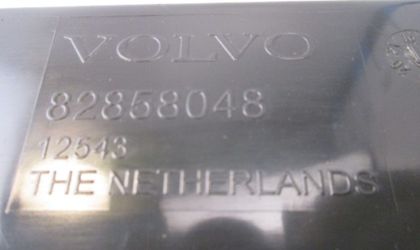 VOLVO
82858048
12543
THE NETHERLANDS